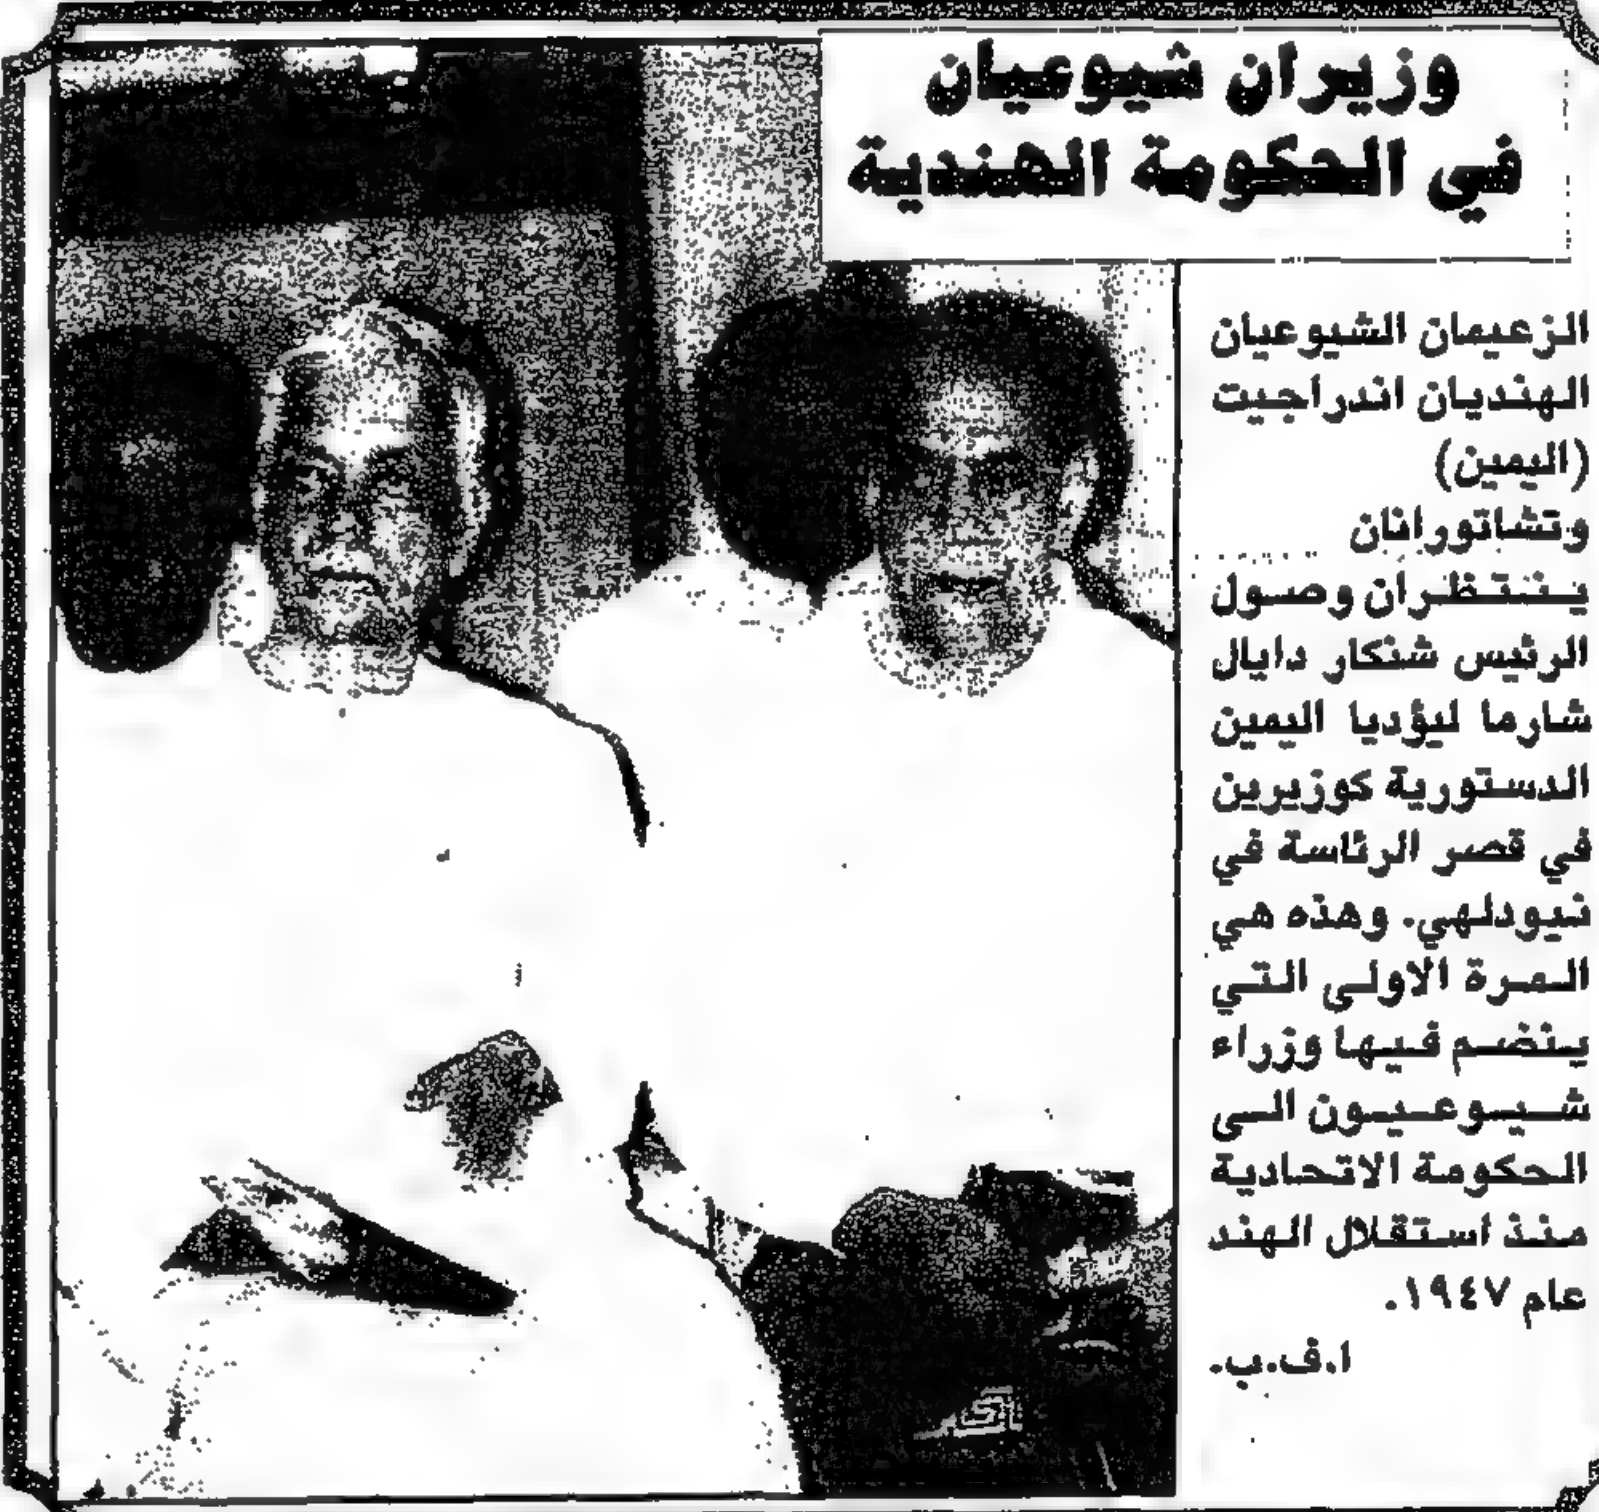 وزيران شيوعيان
في الحكومة الهندية
الزعيمان الشيوعيان
الهنديان اندراجيت
(اليمين)
وتشاتورانان
ينتظران وصول
الرئيس شنكار دايال
شارما ليؤديا اليمين
الدستورية كوزيرين
في قصر الرئاسة في
نيودلهي. وهذه هي
المرة الاولى التي
ينضم فيها وزراء
شيوعيون الى
الحكومة الاتحادية
منذ استقلال الهند
عام ١٩٤٧.
ا.ف.ب.